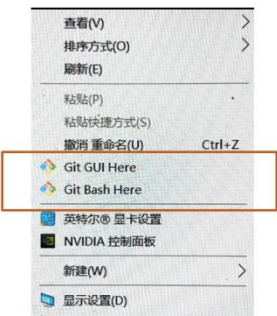 查看(V)
排序方式(O)
刷新(E)
粘贴(P)
粘贴快捷方式(S)
撤消 重命名(U) Ctrl+Z
Git GUI Here
Git Bash Here
英特尔® 显卡设置
NVIDIA 控制面板
新建(W)
显示设置(D)